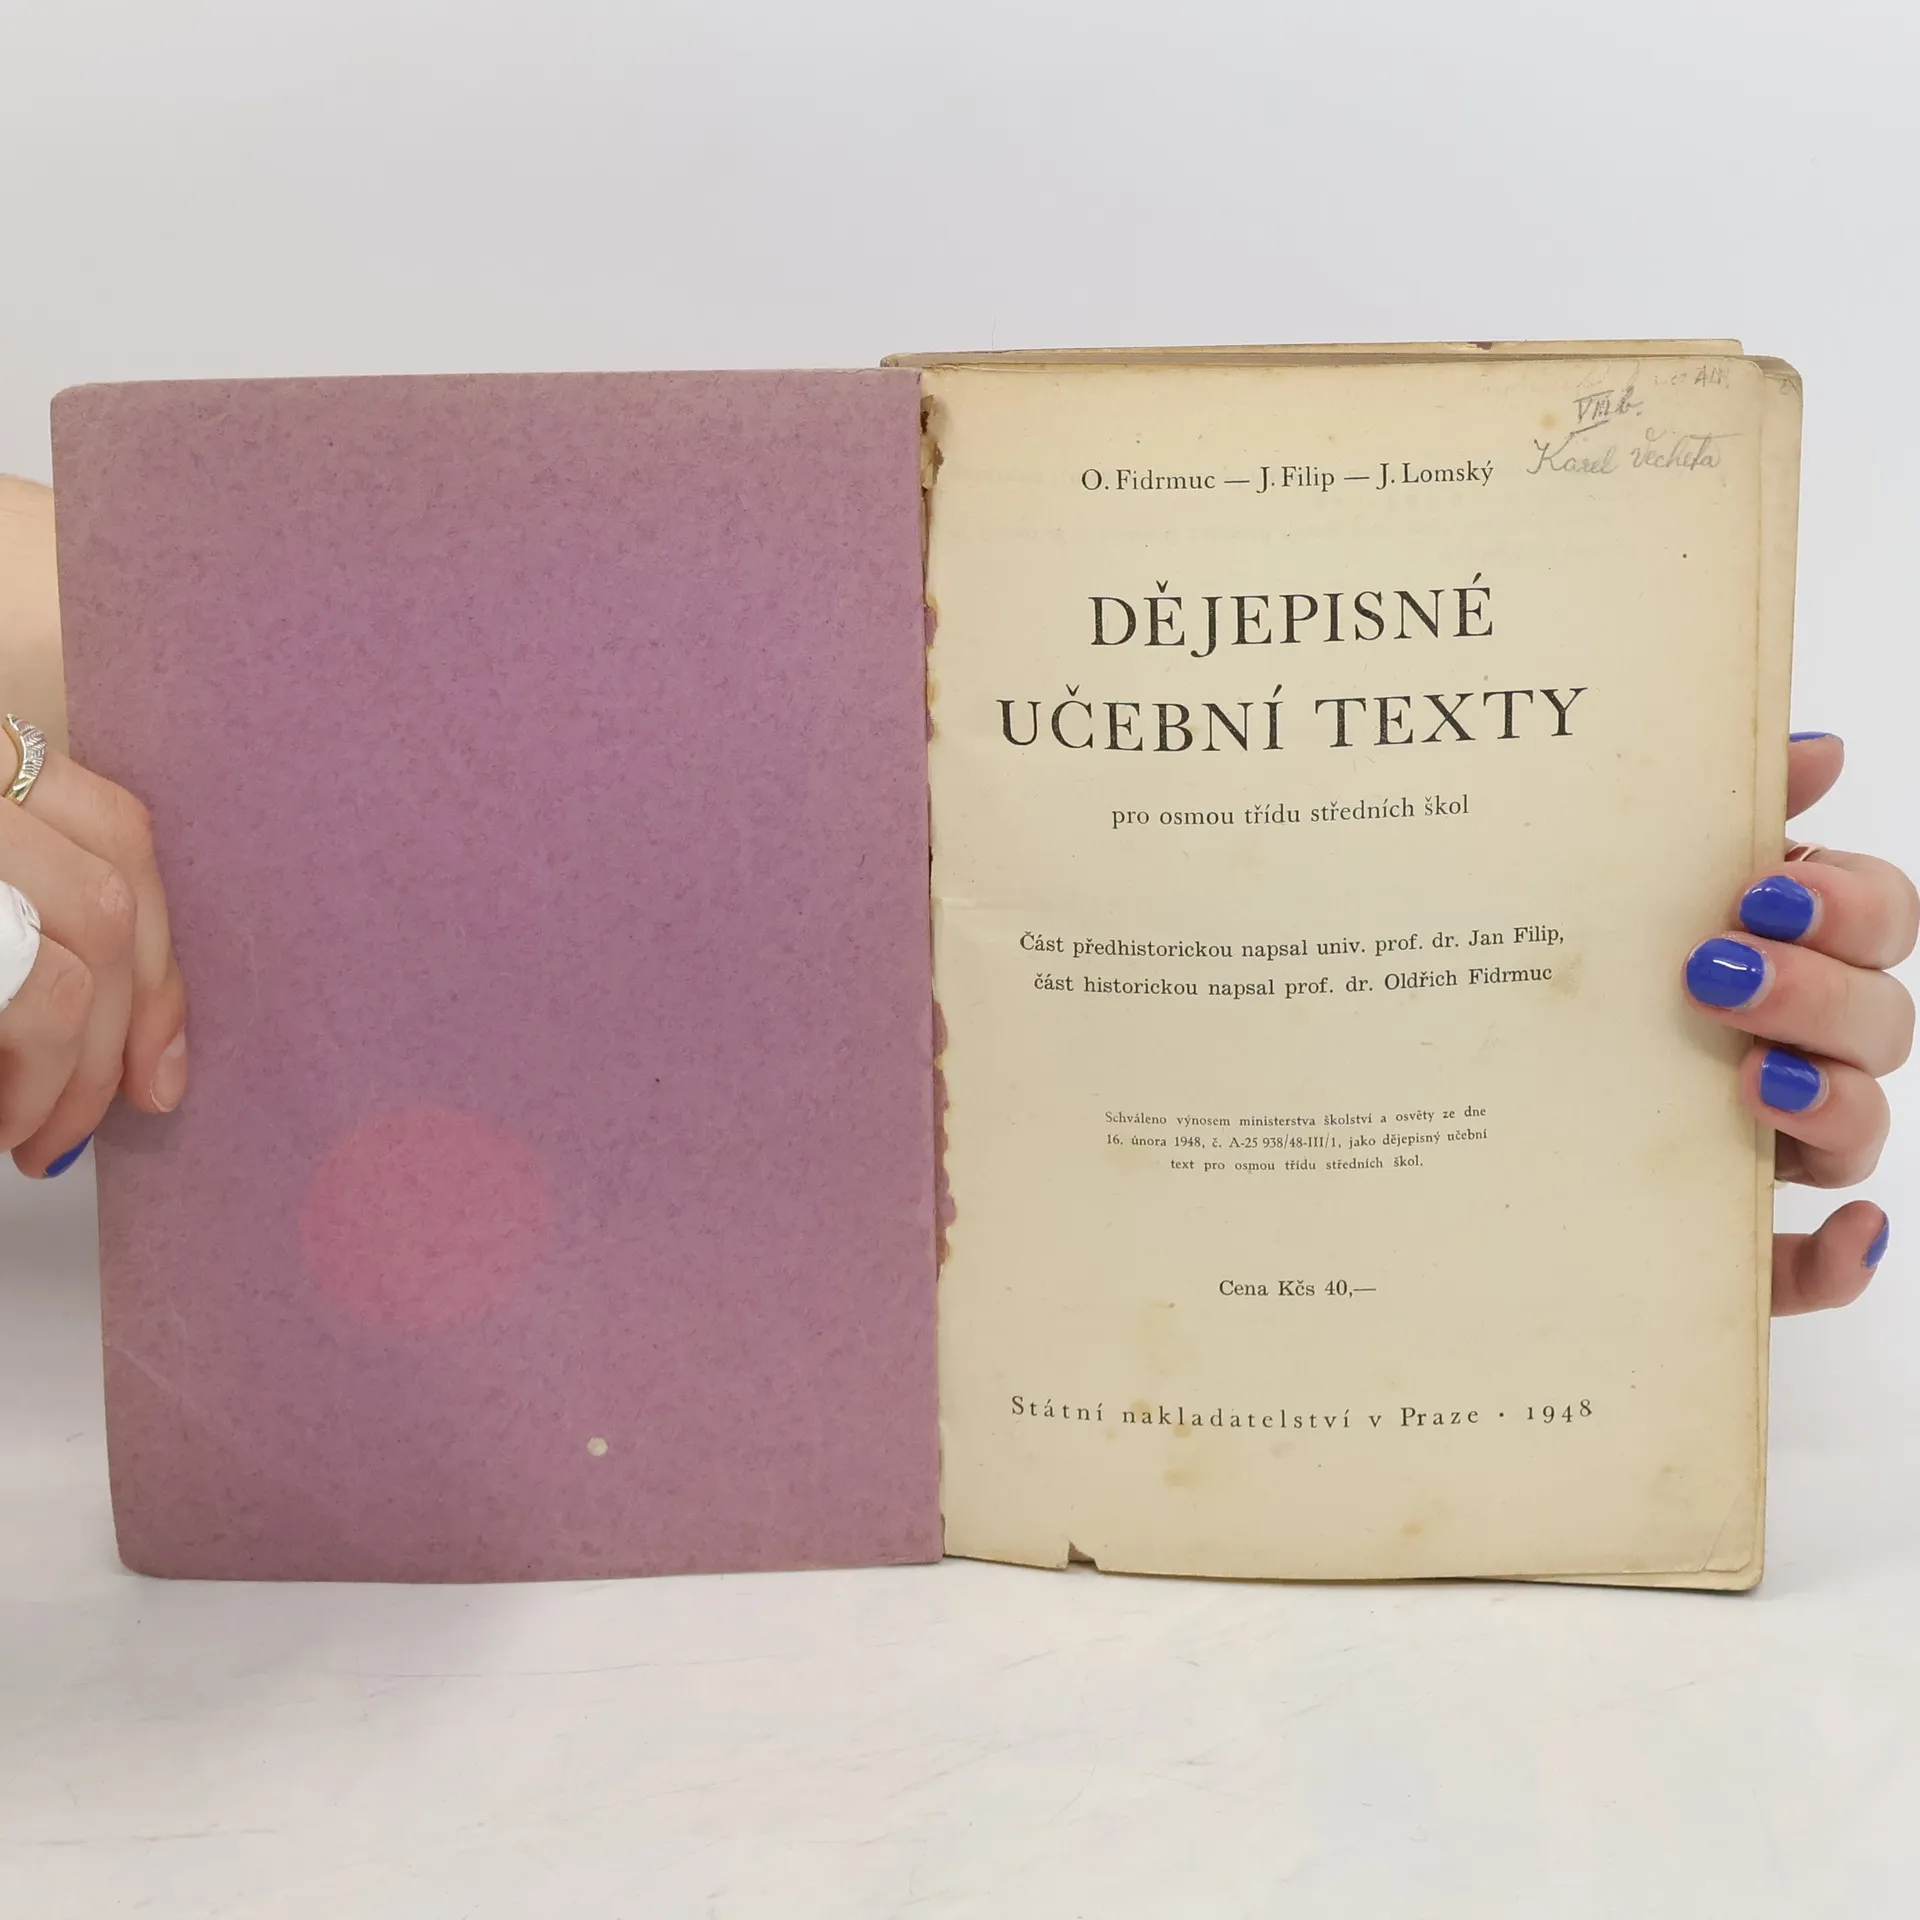 VIII.b.
Karel Večheťa
O. Fidrmuc — J. Filip — J. Lomský
DĚJEPISNÉ
UČEBNÍ TEXTY
pro osmou třídu středních škol
Část předhistorickou napsal univ. prof. dr. Jan Filip,
část historickou napsal prof. dr. Oldřich Fidrmuc
Schváleno výnosem ministerstva školství a osvěty ze dne
16. února 1948, č. A-25 938/48-III/1, jako dějepisný učební
text pro osmou třídu středních škol.
Cena Kčs 40,—
Státní nakladatelství v Praze · 1948